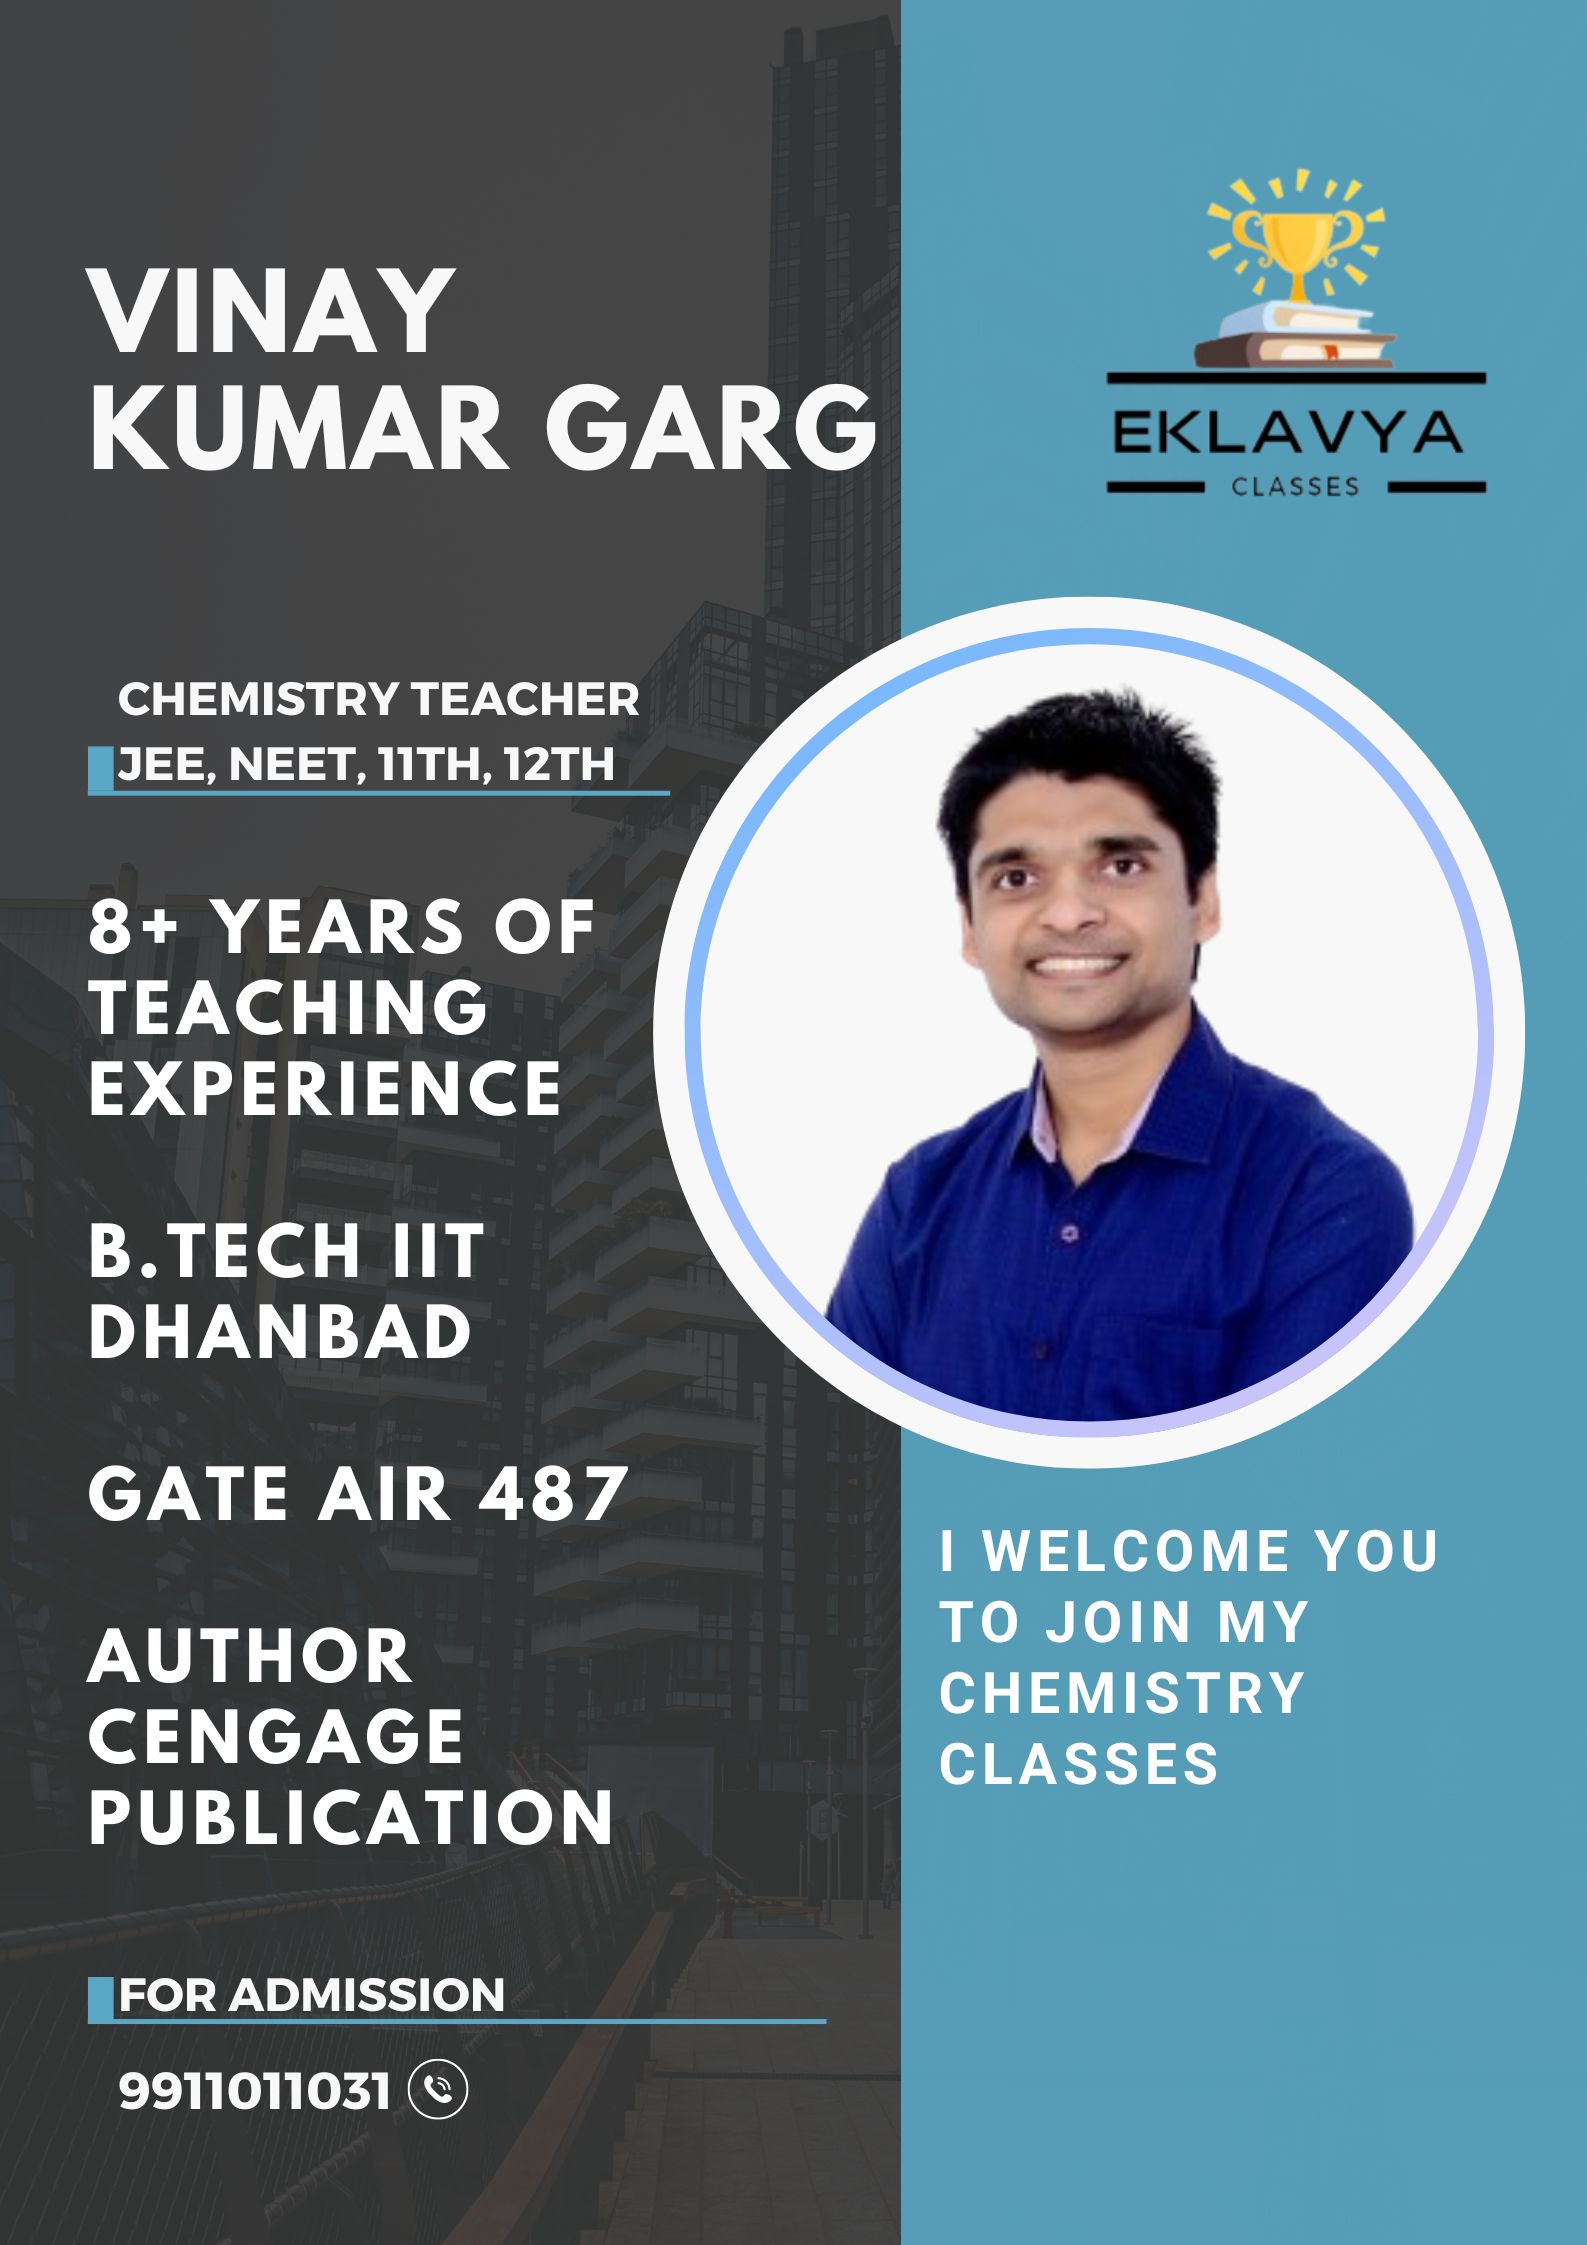 VINAY
KUMAR GARG
EKLAVYA
CLASSES
CHEMISTRY TEACHER
JEE, NEET, 11TH, 12TH
8+ YEARS OF
TEACHING
EXPERIENCE
B.TECH IIT
DHANBAD
GATE AIR 487
AUTHOR
CENGAGE
PUBLICATION
I WELCOME YOU
TO JOIN MY
CHEMISTRY
CLASSES
FOR ADMISSION
9911011031